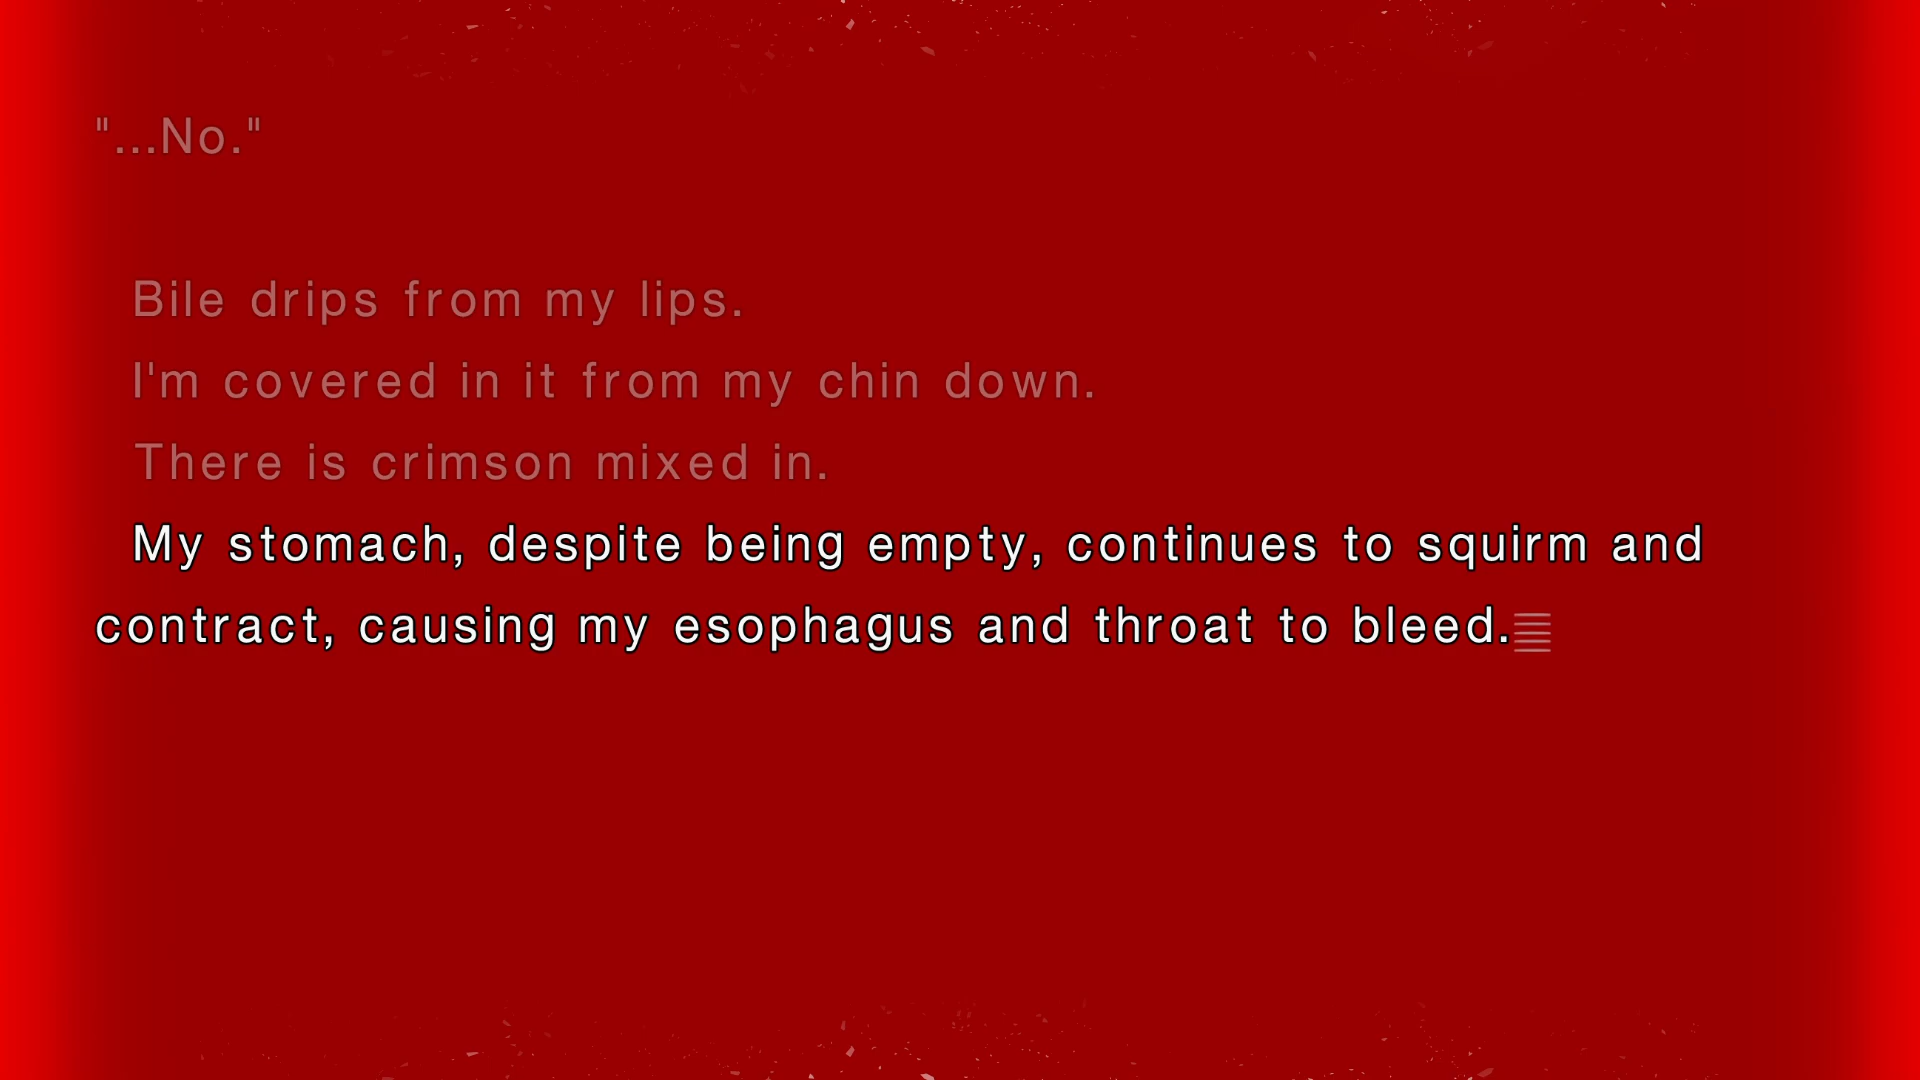 "...No."
Bile drips from my lips.
I'm covered in it from my chin down.
There is crimson mixed in.
My stomach, despite being empty, continues to squirm and
contract, causing my esophagus and throat to bleed.